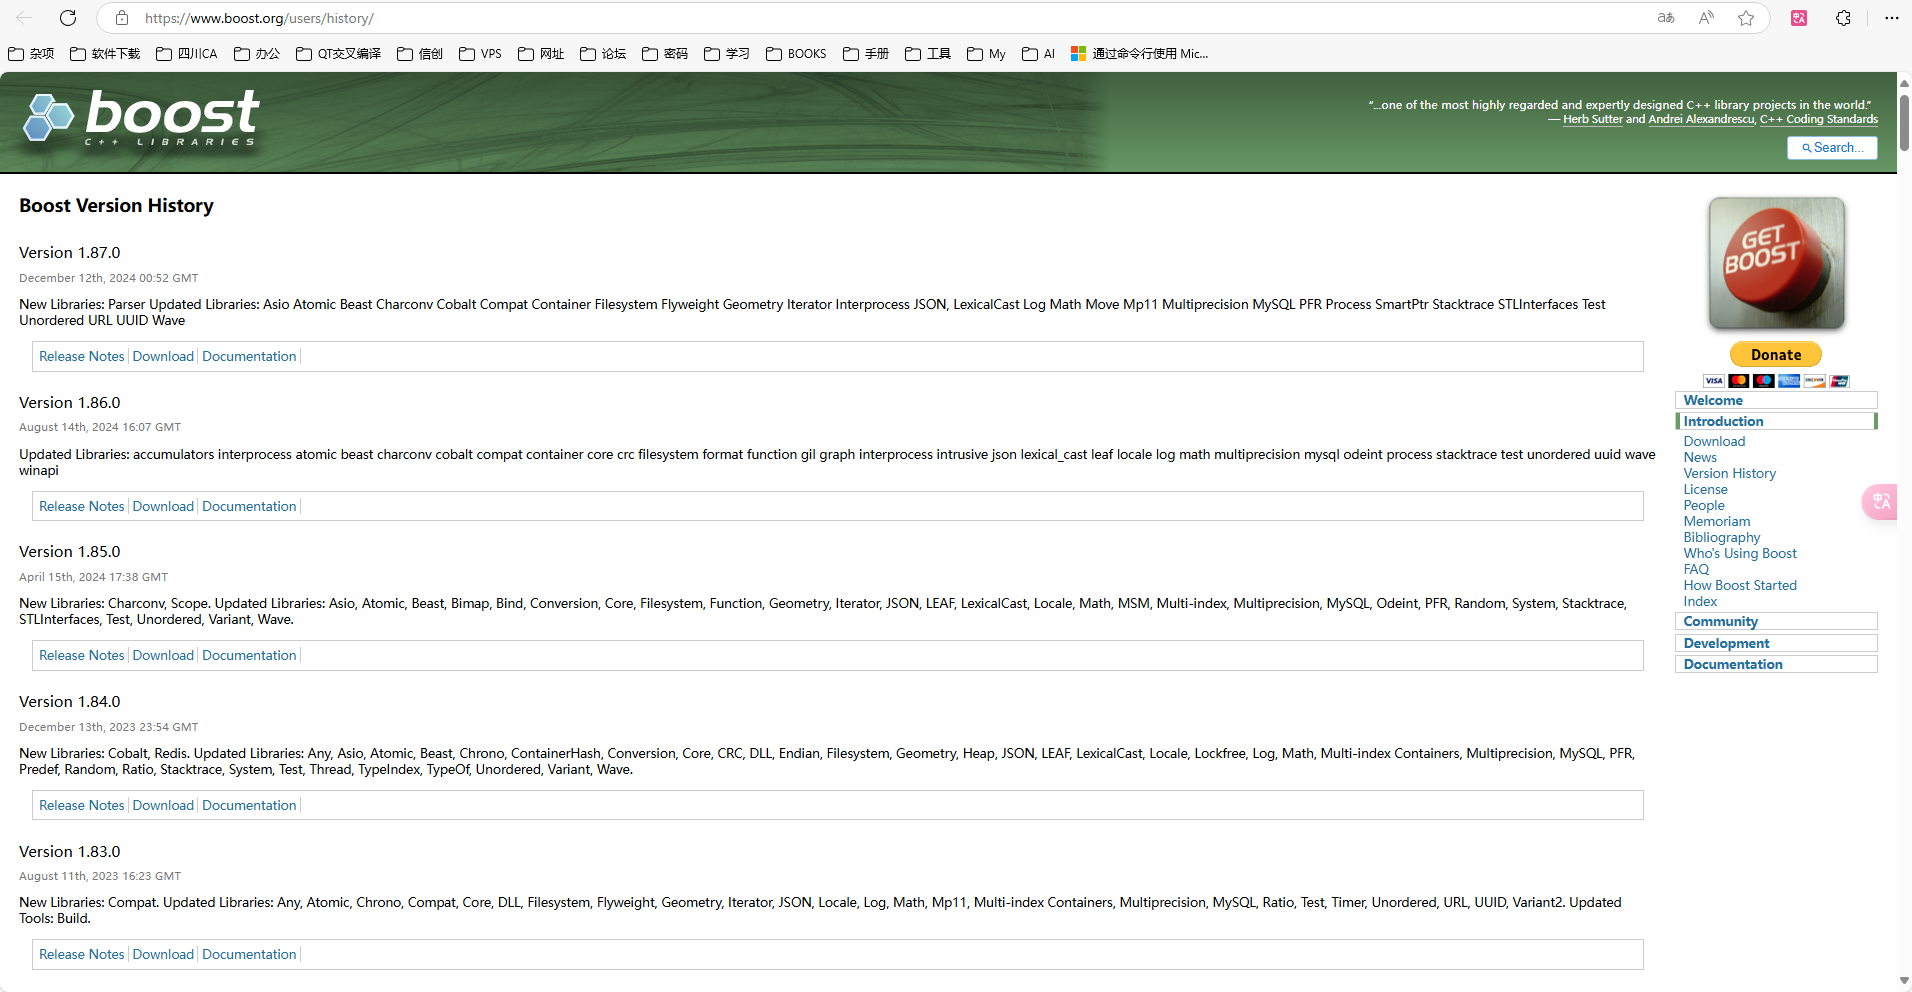 https://www.boost.org/users/history/
杂项 软件下载 四川CA 办公 QT交叉编译 信创 VPS 网址 论坛 密码 学习 BOOKS 手册 工具 My AI 通过命令行使用 Mic...
boost
C++ LIBRARIES
“...one of the most highly regarded and expertly designed C++ library projects in the world.”
— Herb Sutter and Andrei Alexandrescu, C++ Coding Standards
Search...
Boost Version History
Version 1.87.0
December 12th, 2024 00:52 GMT
New Libraries: Parser Updated Libraries: Asio Atomic Beast Charconv Cobalt Compat Container Filesystem Flyweight Geometry Iterator Interprocess JSON, LexicalCast Log Math Move Mp11 Multiprecision MySQL PFR Process SmartPtr Stacktrace STLInterfaces Test
Unordered URL UUID Wave
Release Notes Download Documentation
Version 1.86.0
August 14th, 2024 16:07 GMT
Updated Libraries: accumulators interprocess atomic beast charconv cobalt compat container core crc filesystem format function gil graph interprocess intrusive json lexical_cast leaf locale log math multiprecision mysql odeint process stacktrace test unordered uuid wave
winapi
Release Notes Download Documentation
Version 1.85.0
April 15th, 2024 17:38 GMT
New Libraries: Charconv, Scope. Updated Libraries: Asio, Atomic, Beast, Bimap, Bind, Conversion, Core, Filesystem, Function, Geometry, Iterator, JSON, LEAF, LexicalCast, Locale, Math, MSM, Multi-index, Multiprecision, MySQL, Odeint, PFR, Random, System, Stacktrace,
STLInterfaces, Test, Unordered, Variant, Wave.
Release Notes Download Documentation
Version 1.84.0
December 13th, 2023 23:54 GMT
New Libraries: Cobalt, Redis. Updated Libraries: Any, Asio, Atomic, Beast, Chrono, ContainerHash, Conversion, Core, CRC, DLL, Endian, Filesystem, Geometry, Heap, JSON, LEAF, LexicalCast, Locale, Lockfree, Log, Math, Multi-index Containers, Multiprecision, MySQL, PFR,
Predef, Random, Ratio, Stacktrace, System, Test, Thread, TypeIndex, TypeOf, Unordered, Variant, Wave.
Release Notes Download Documentation
Version 1.83.0
August 11th, 2023 16:23 GMT
New Libraries: Compat. Updated Libraries: Any, Atomic, Chrono, Compat, Core, DLL, Filesystem, Flyweight, Geometry, Iterator, JSON, Locale, Log, Math, Mp11, Multi-index Containers, Multiprecision, MySQL, Ratio, Test, Timer, Unordered, URL, UUID, Variant2. Updated
Tools: Build.
Release Notes Download Documentation
GET
BOOST
Donate
VISA
DISCOVER
Welcome
Introduction
Download
News
Version History
License
People
Memoriam
Bibliography
Who's Using Boost
FAQ
How Boost Started
Index
Community
Development
Documentation